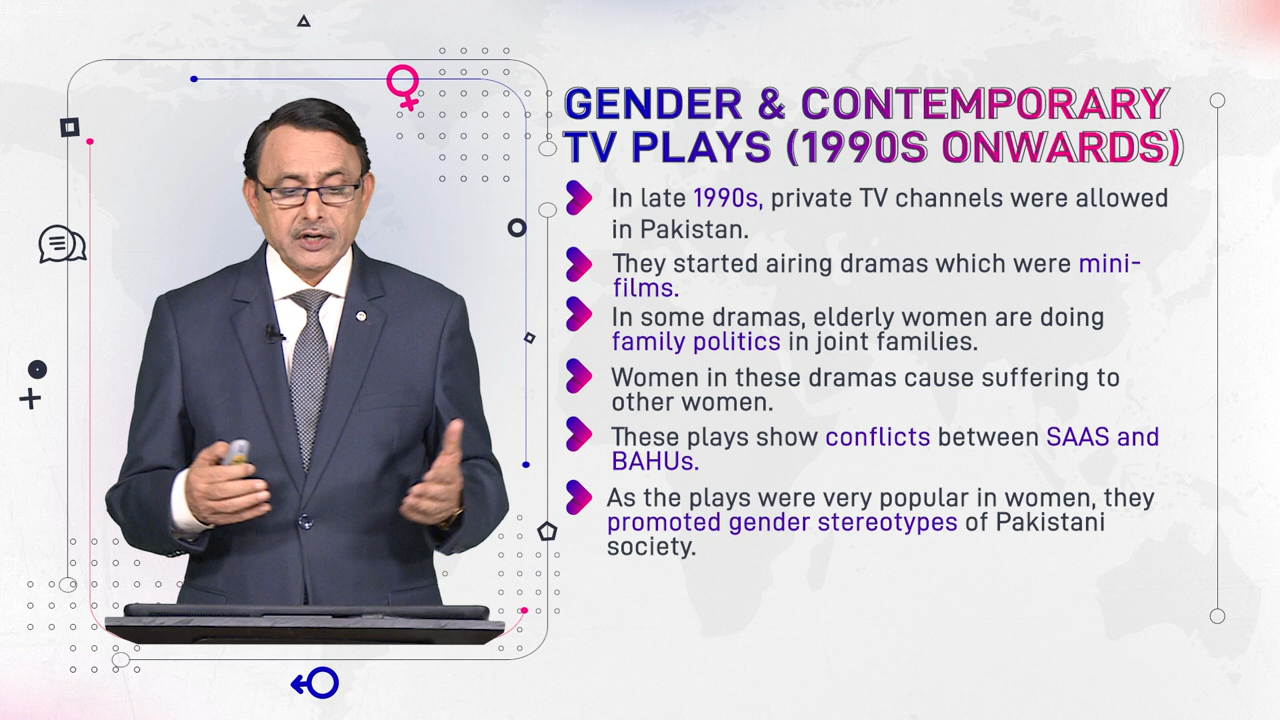 GENDER & CONTEMPORARY
TV PLAYS (1990S ONWARDS)
In late 1990s, private TV channels were allowed
in Pakistan.
They started airing dramas which were mini-
films.
In some dramas, elderly women are doing
family politics in joint families.
Women in these dramas cause suffering to
other women.
These plays show conflicts between SAAS and
BAHUs.
As the plays were very popular in women, they
promoted gender stereotypes of Pakistani
society.